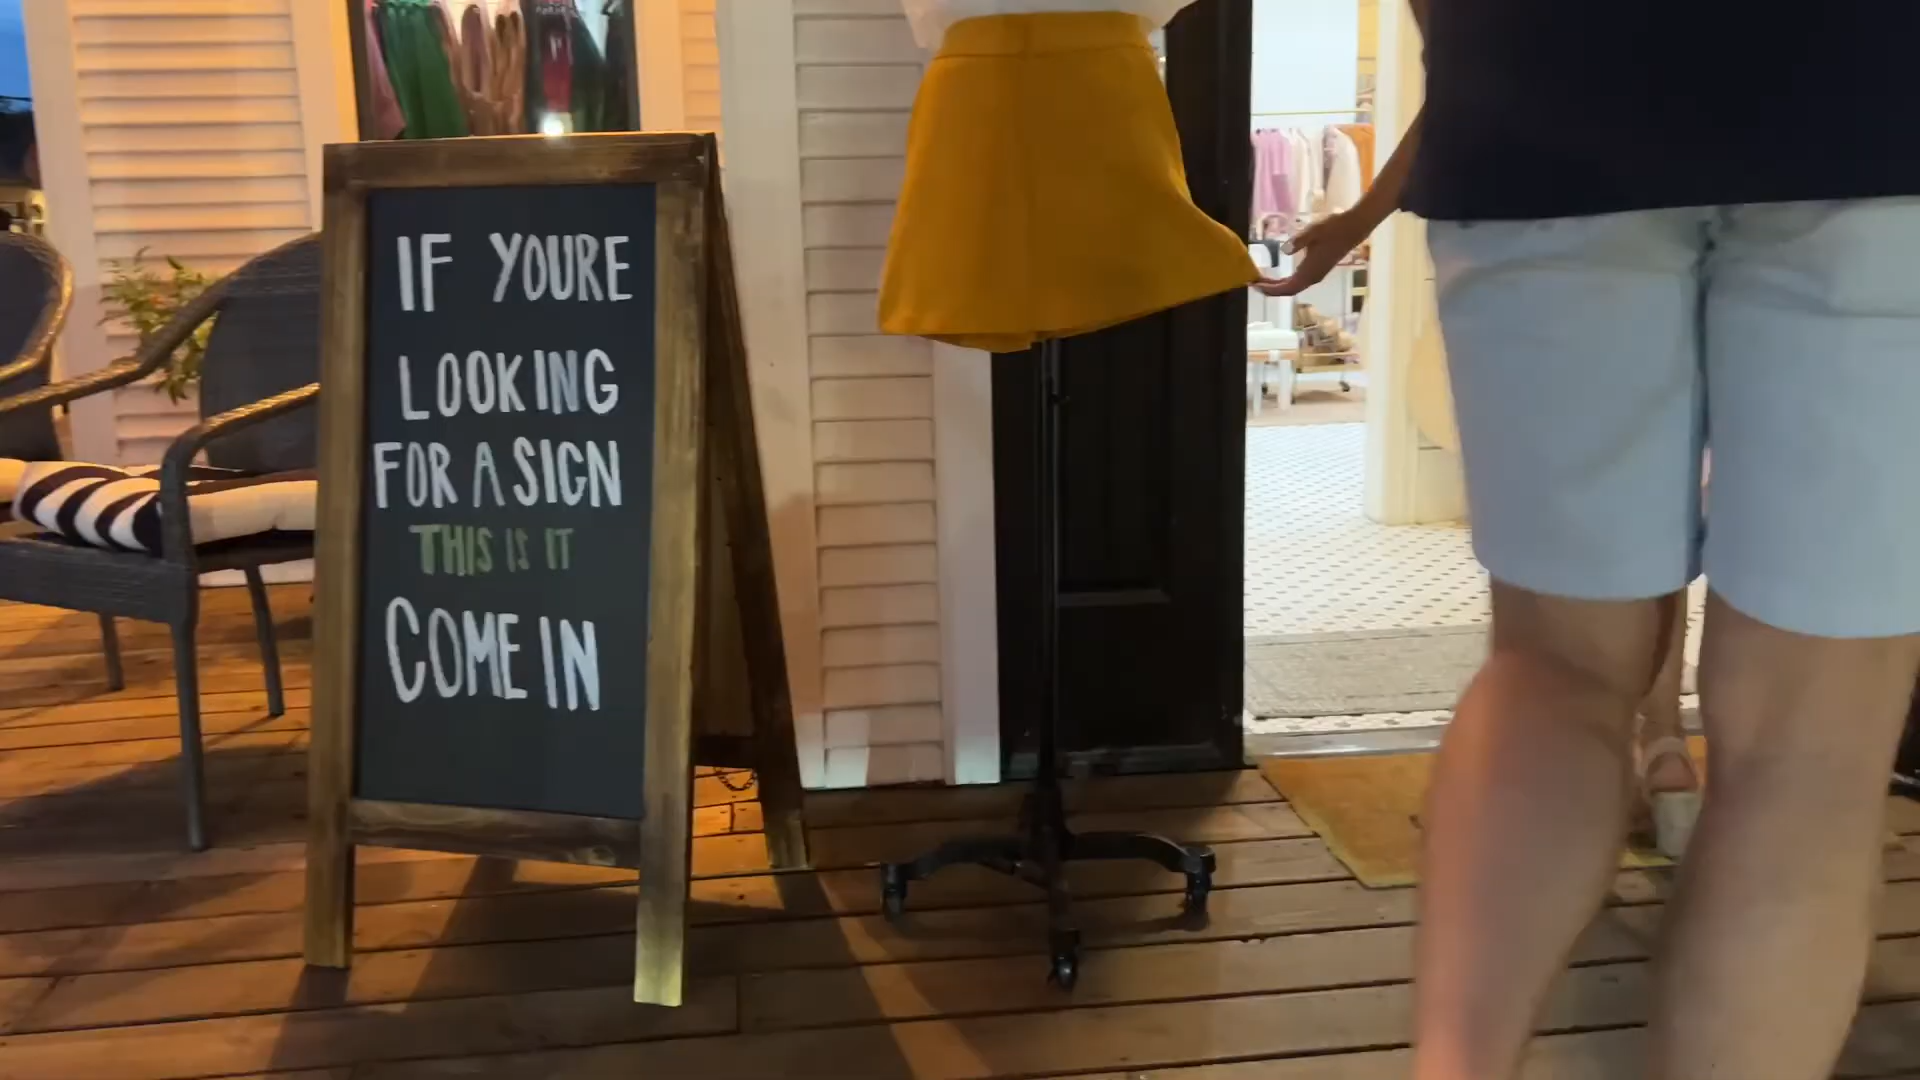 IF YOURE
LOOKING
FOR A SIGN
THIS IS IT
COME IN